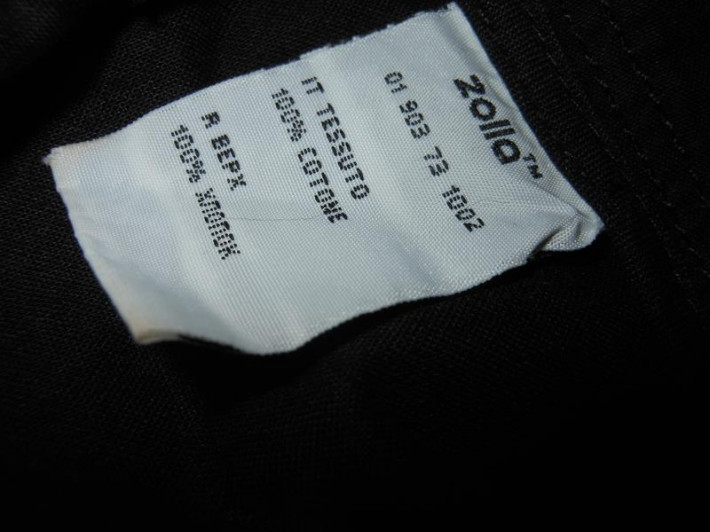 zolla™
01 903 73 1002
IT TESSUTO
100% COTONE
Я ВЕРХ
100% ХЛОПОК